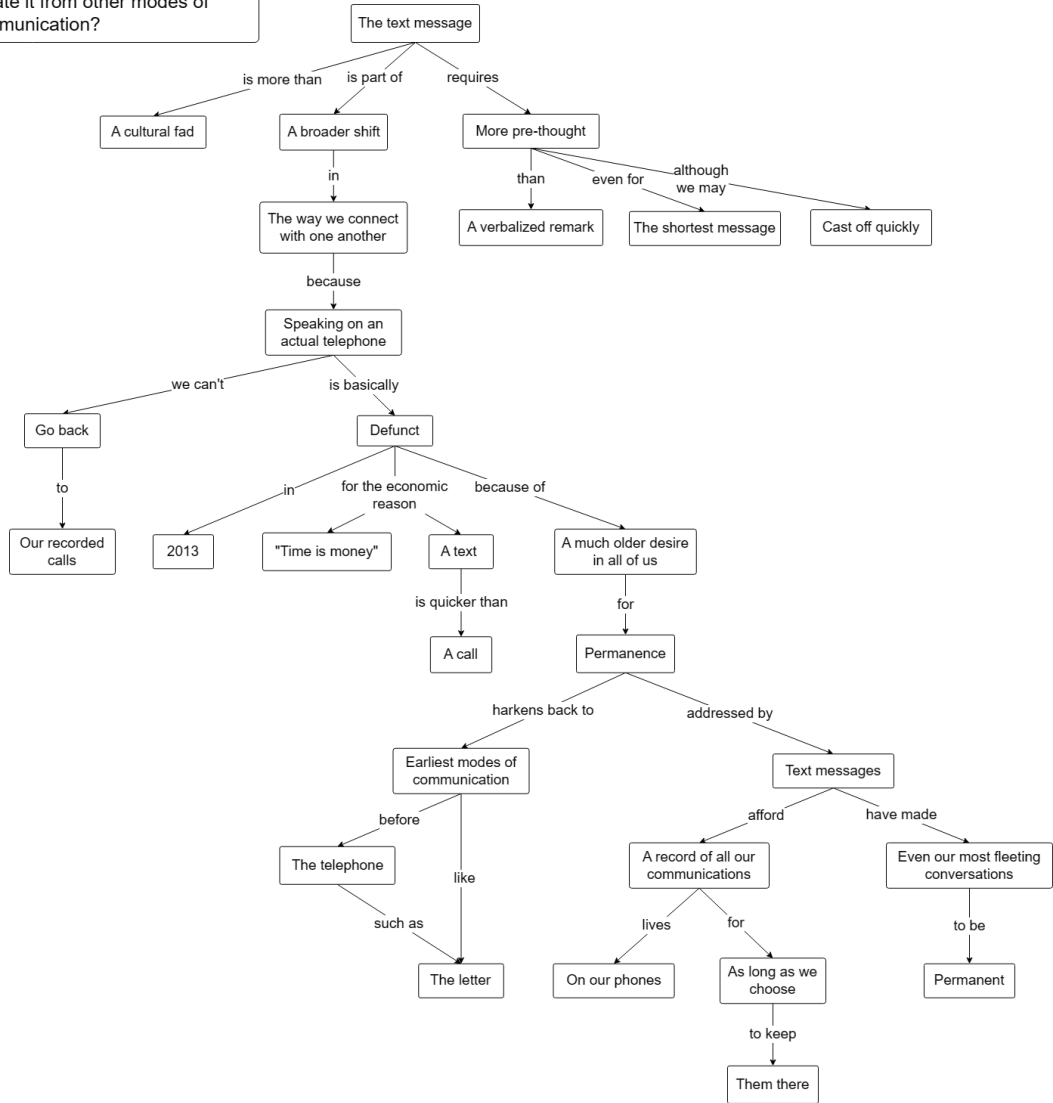 ate it from other modes of
munication?
The text message
is more than
is part of
requires
A cultural fad
A broader shift
More pre-thought
in
than
even for
although
we may
The way we connect
with one another
A verbalized remark
The shortest message
Cast off quickly
because
Speaking on an
actual telephone
we can't
is basically
Go back
Defunct
to
in
for the economic
reason
because of
Our recorded
calls
2013
"Time is money"
A text
A much older desire
in all of us
is quicker than
for
A call
Permanence
harkens back to
addressed by
Earliest modes of
communication
Text messages
before
like
afford
have made
The telephone
A record of all our
communications
Even our most fleeting
conversations
such as
lives
for
to be
The letter
On our phones
As long as we
choose
Permanent
to keep
Them there